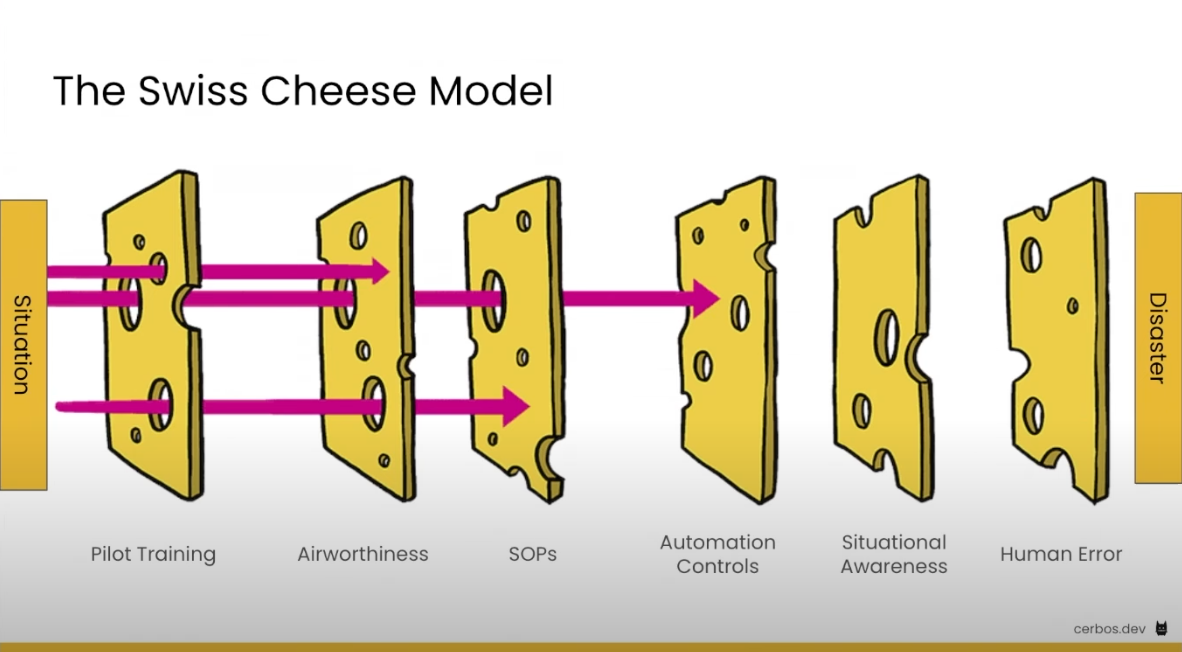 The Swiss Cheese Model
Situation
Disaster
Pilot Training
Airworthiness
SOPs
Automation
Controls
Situational
Awareness
Human Error
cerbos.dev